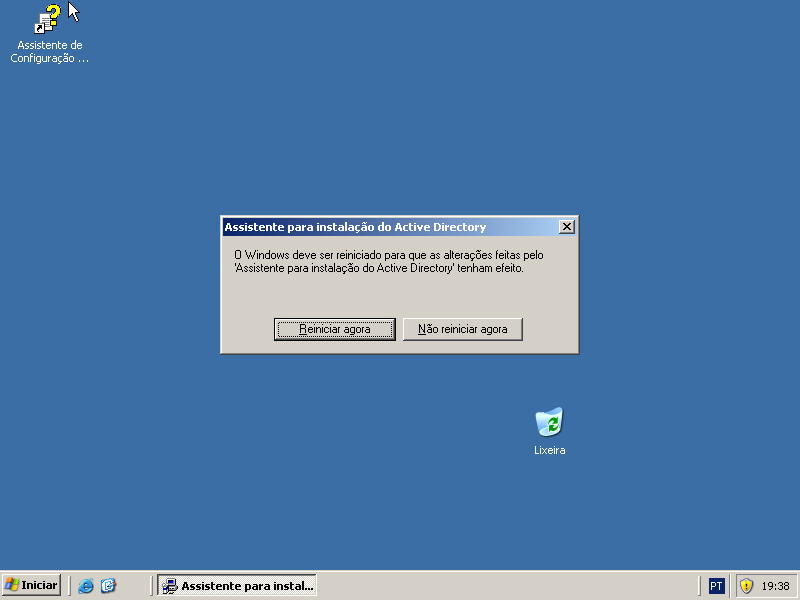 Assistente de
Configuração ...
Assistente para instalação do Active Directory
O Windows deve ser reiniciado para que as alterações feitas pelo
'Assistente para instalação do Active Directory' tenham efeito.
Reiniciar agora
Não reiniciar agora
Lixeira
Iniciar
Assistente para instal...
PT
19:38